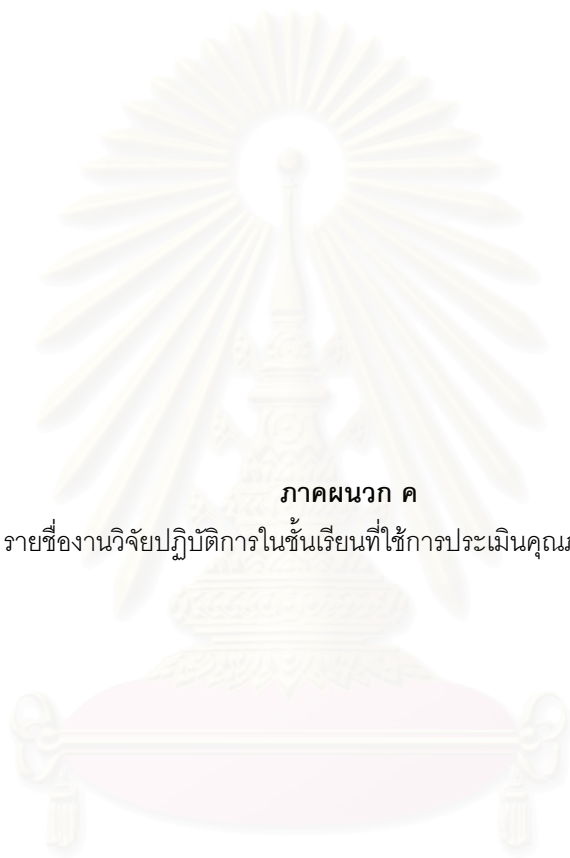 ภาคผนวก ค
รายชื่องานวิจัยปฏิบัติการในชั้นเรียนที่ใช้การประเมินคุณ